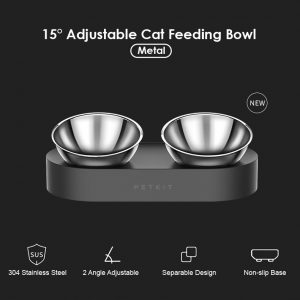 15° Adjustable Cat Feeding Bowl
Metal
NEW
PETKIT
SUS
304 Stainless Steel
2 Angle Adjustable
Separable Design
Non-slip Base